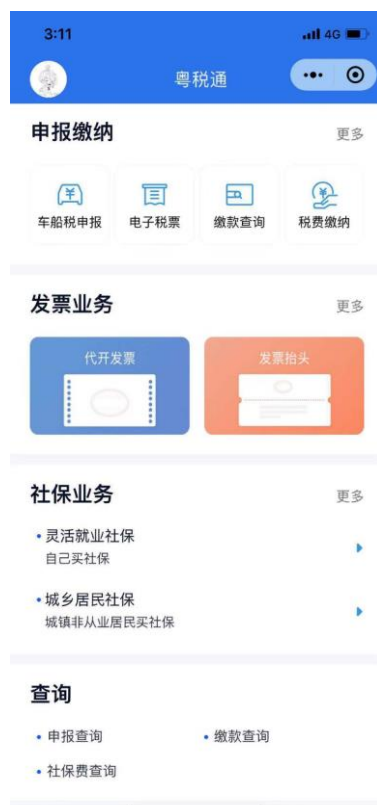 3:11
4G
粤税通
申报缴纳
更多
车船税申报
电子税票
缴款查询
税费缴纳
发票业务
更多
代开发票
发票抬头
社保业务
更多
灵活就业社保
自己买社保
城乡居民社保
城镇非从业居民买社保
查询
申报查询
缴款查询
社保费查询